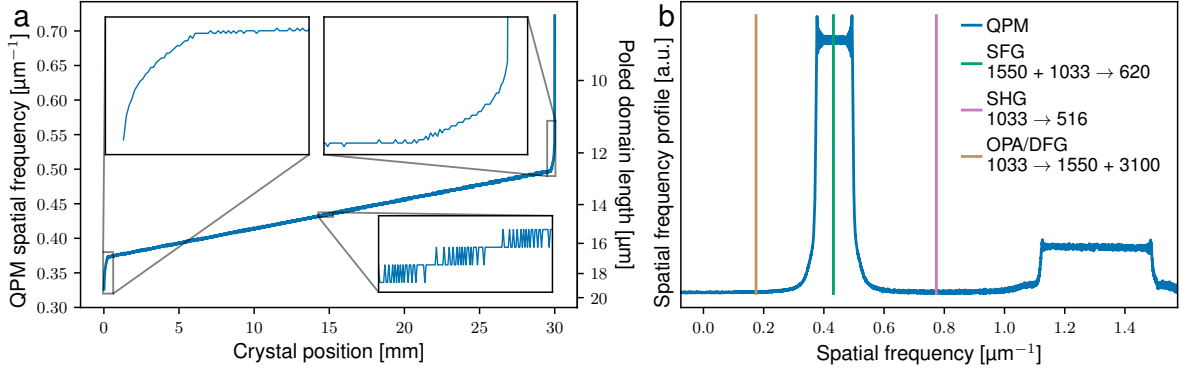 a
QPM spatial frequency [μm⁻¹]
0.70
0.65
0.60
0.55
0.50
0.45
0.40
0.35
0.30
0
5
10
15
20
25
30
Crystal position [mm]
10
12
14
16
18
20
Poled domain length [μm]
b
Spatial frequency profile [a.u.]
QPM
SFG
1550 + 1033 → 620
SHG
1033 → 516
OPA/DFG
1033 → 1550 + 3100
0.0
0.2
0.4
0.6
0.8
1.0
1.2
1.4
Spatial frequency [μm⁻¹]